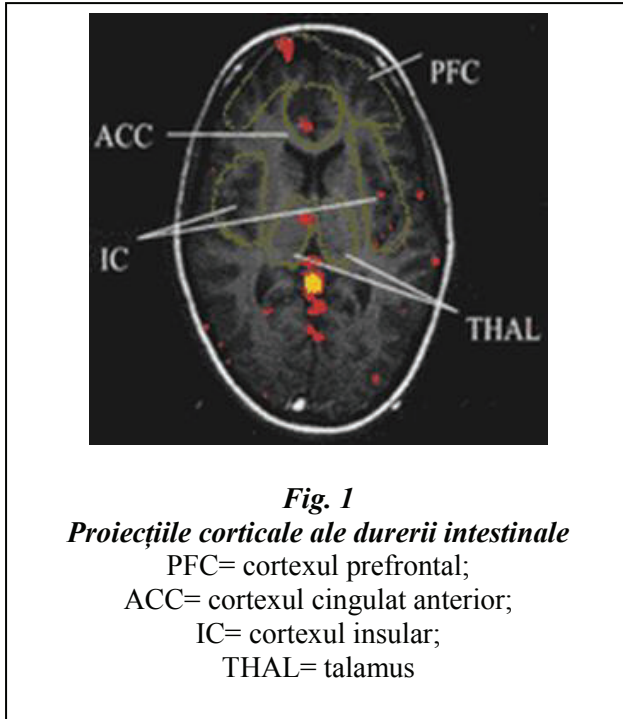 PFC
ACC
IC
THAL
Fig. 1
Proiecțiile corticale ale durerii intestinale
PFC= cortexul prefrontal;
ACC= cortexul cingulat anterior;
IC= cortexul insular;
THAL= talamus